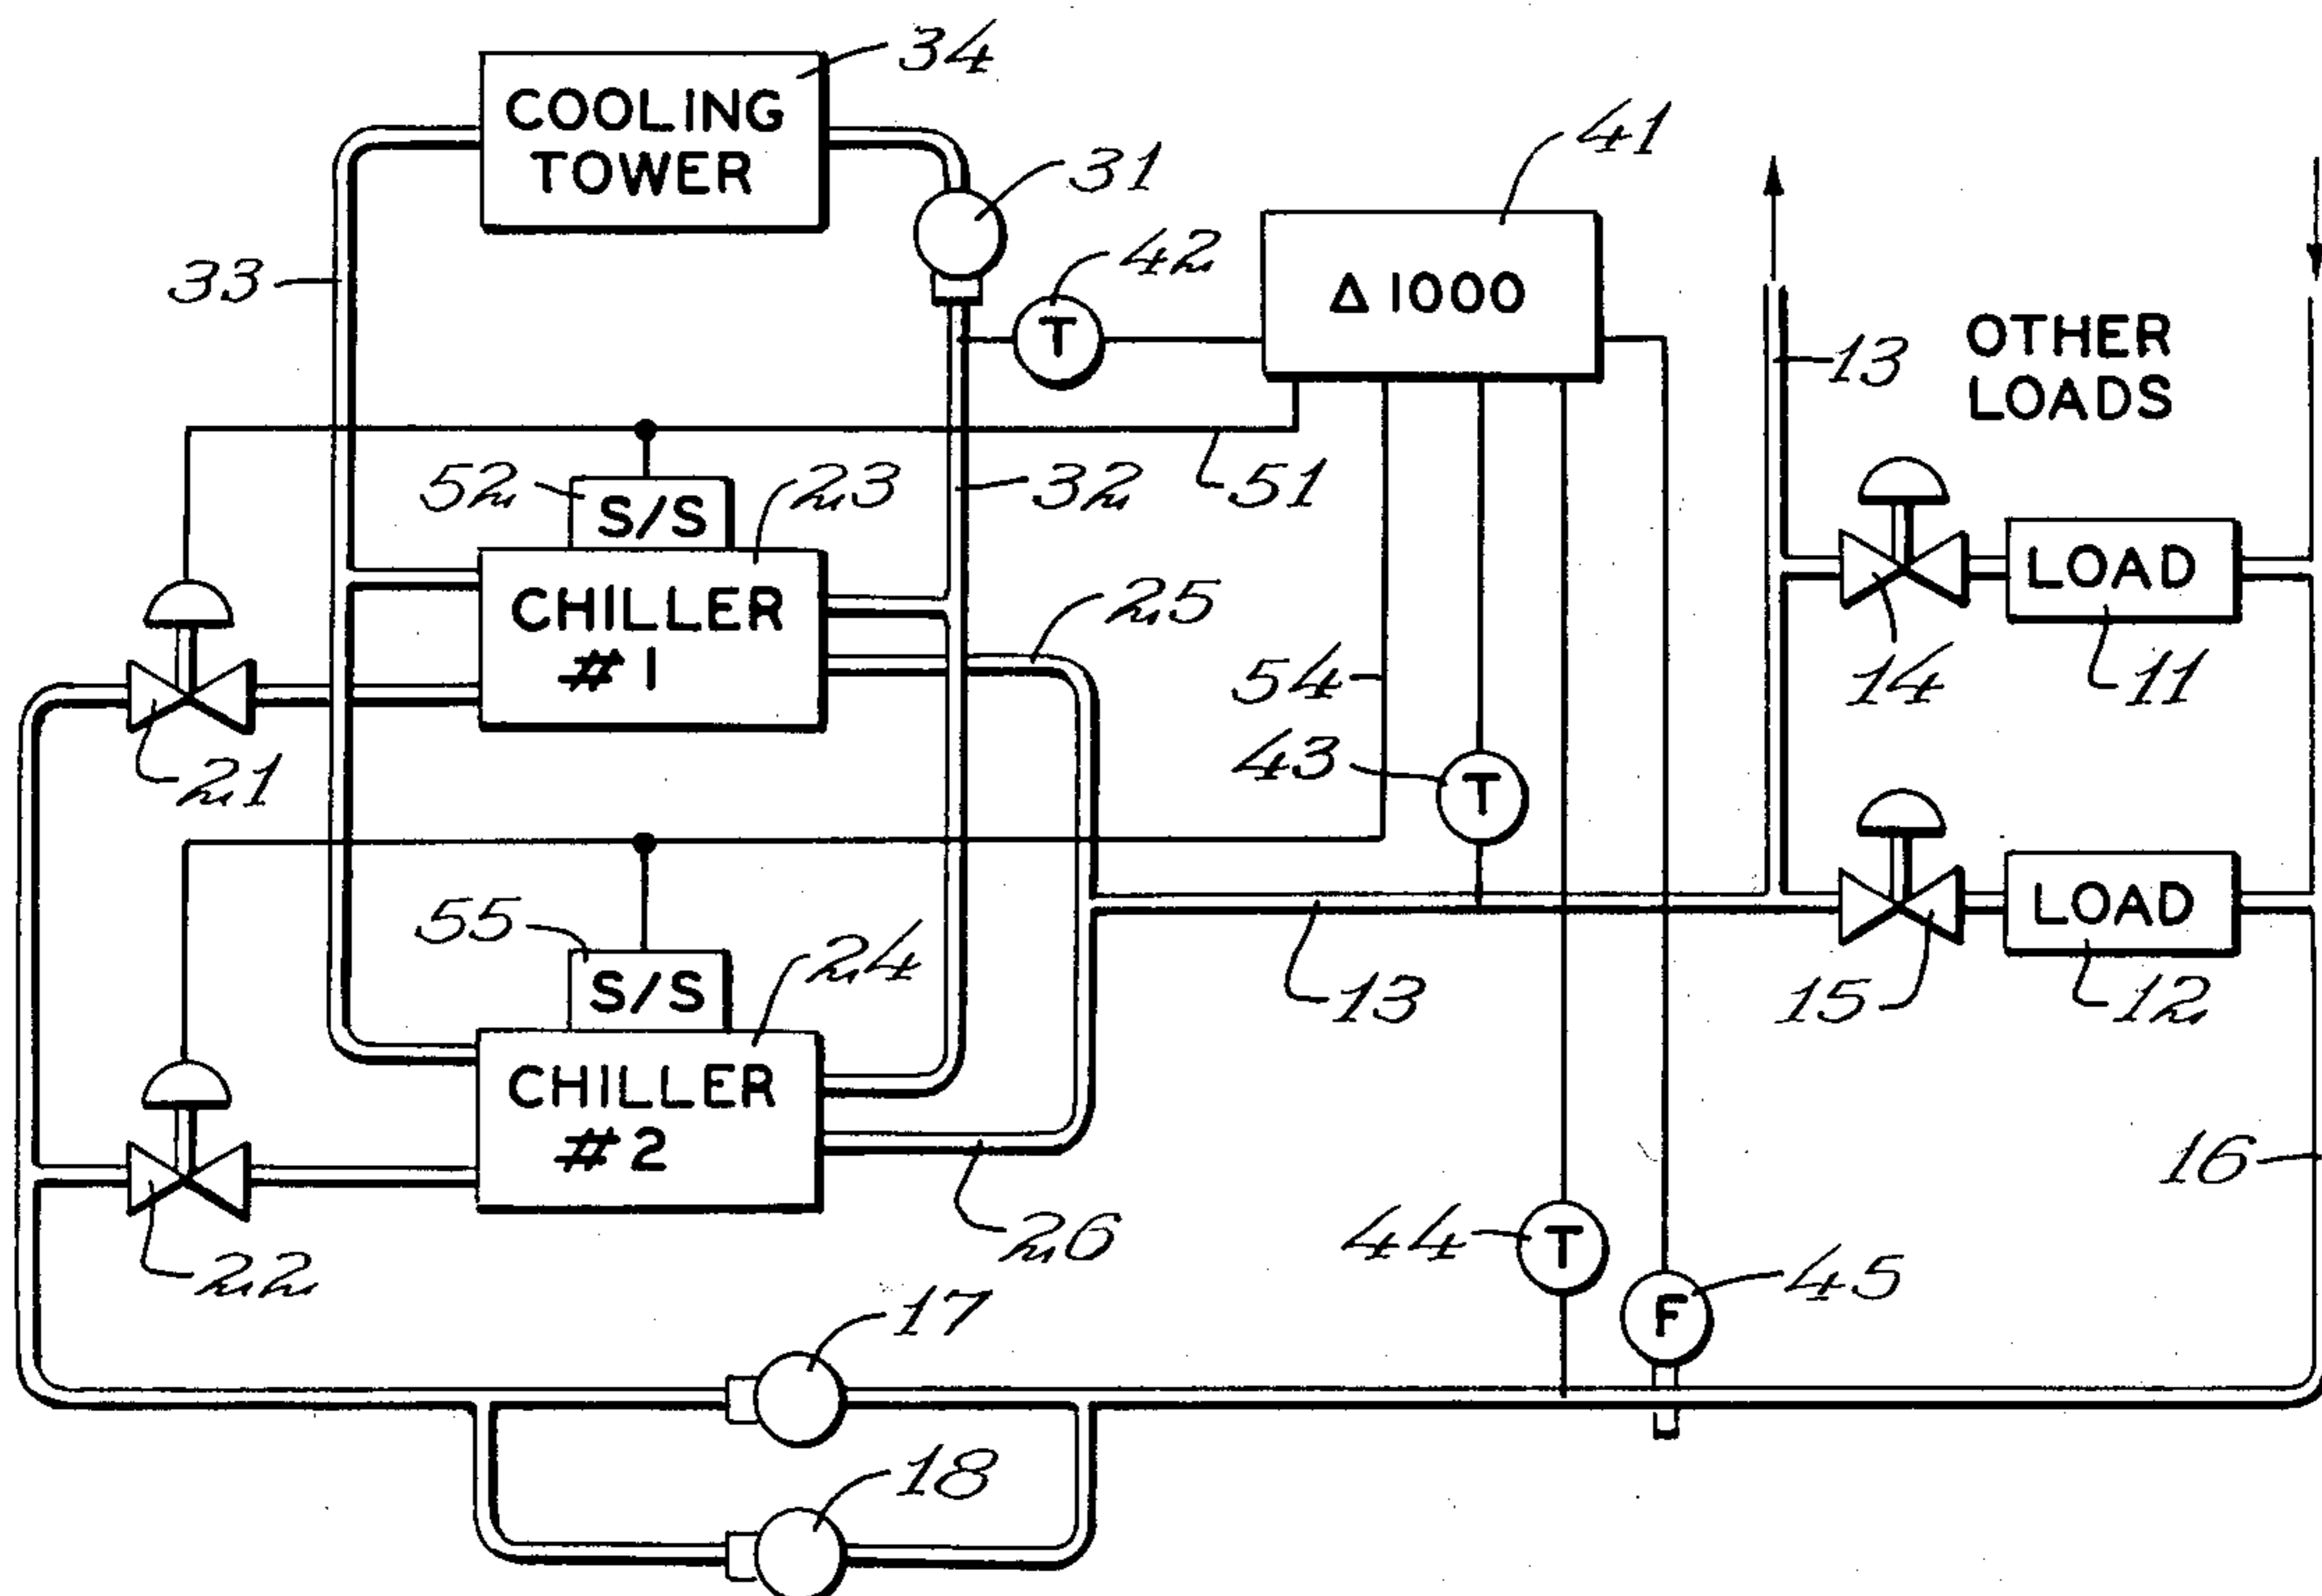 34
COOLING
TOWER
31
41
42
33
T
Δ 1000
13
OTHER
LOADS
52
S/S
23
32
51
14
LOAD
11
CHILLER
#1
25
54
21
43
T
55
S/S
24
13
15
LOAD
12
CHILLER
#2
26
22
16
44
T
45
F
17
18